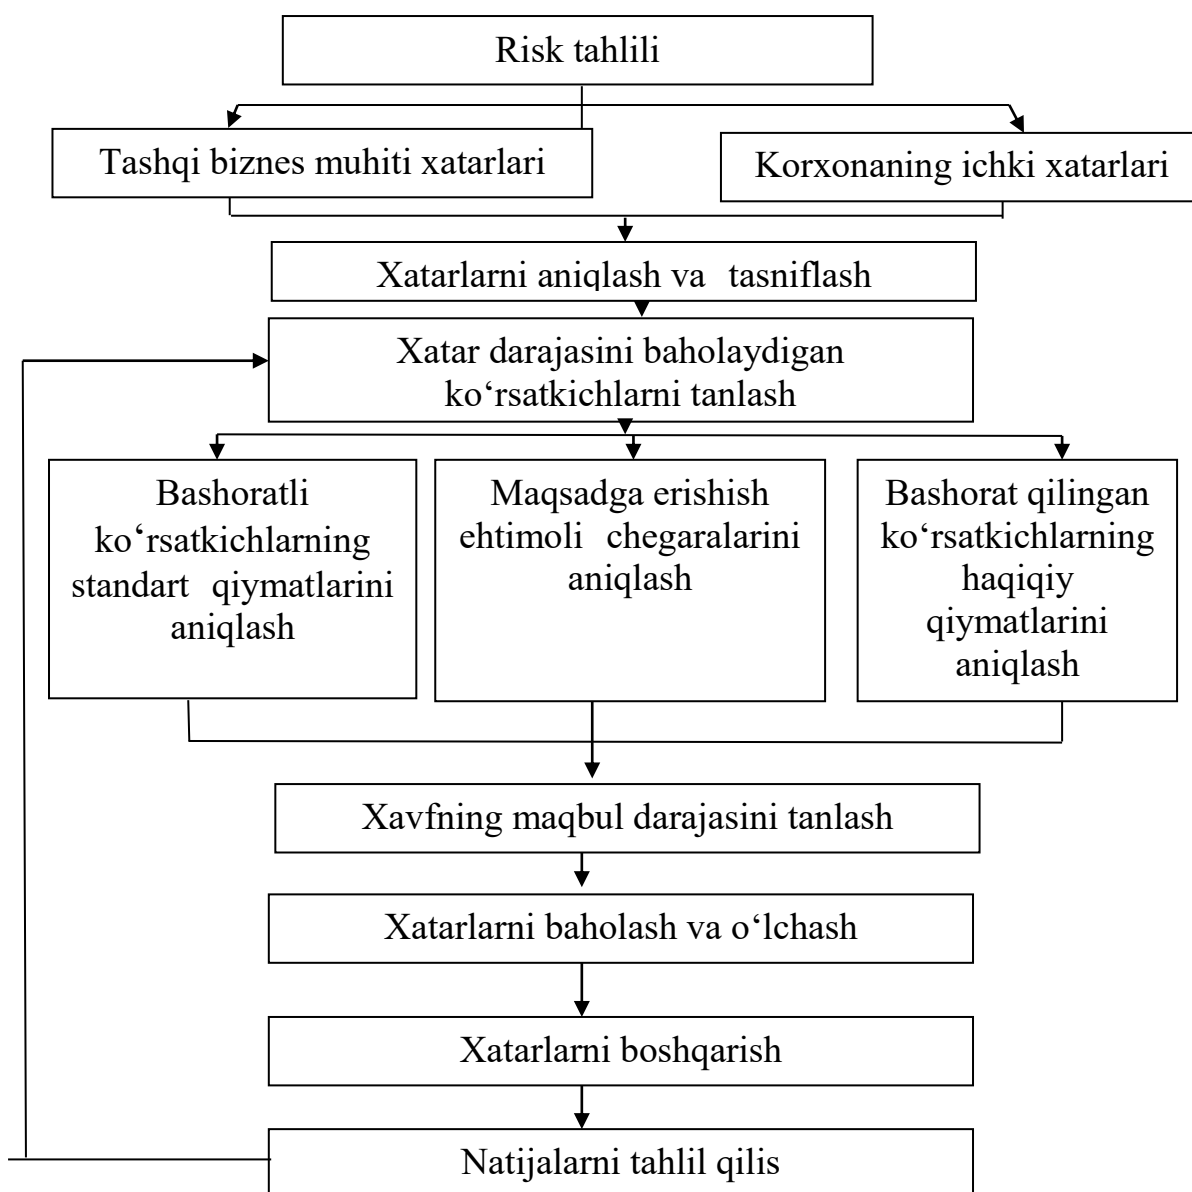 Risk tahlili
Tashqi biznes muhiti xatarlari
Korxonaning ichki xatarlari
Xatarlarni aniqlash va tasniflash
Xatar darajasini baholaydigan
ko‘rsatkichlarni tanlash
Bashoratli
ko‘rsatkichlarning
standart qiymatlarini
aniqlash
Maqsadga erishish
ehtimoli chegaralarini
aniqlash
Bashorat qilingan
ko‘rsatkichlarning
haqiqiy
qiymatlarini
aniqlash
Xavfning maqbul darajasini tanlash
Xatarlarni baholash va o‘lchash
Xatarlarni boshqarish
Natijalarni tahlil qilis